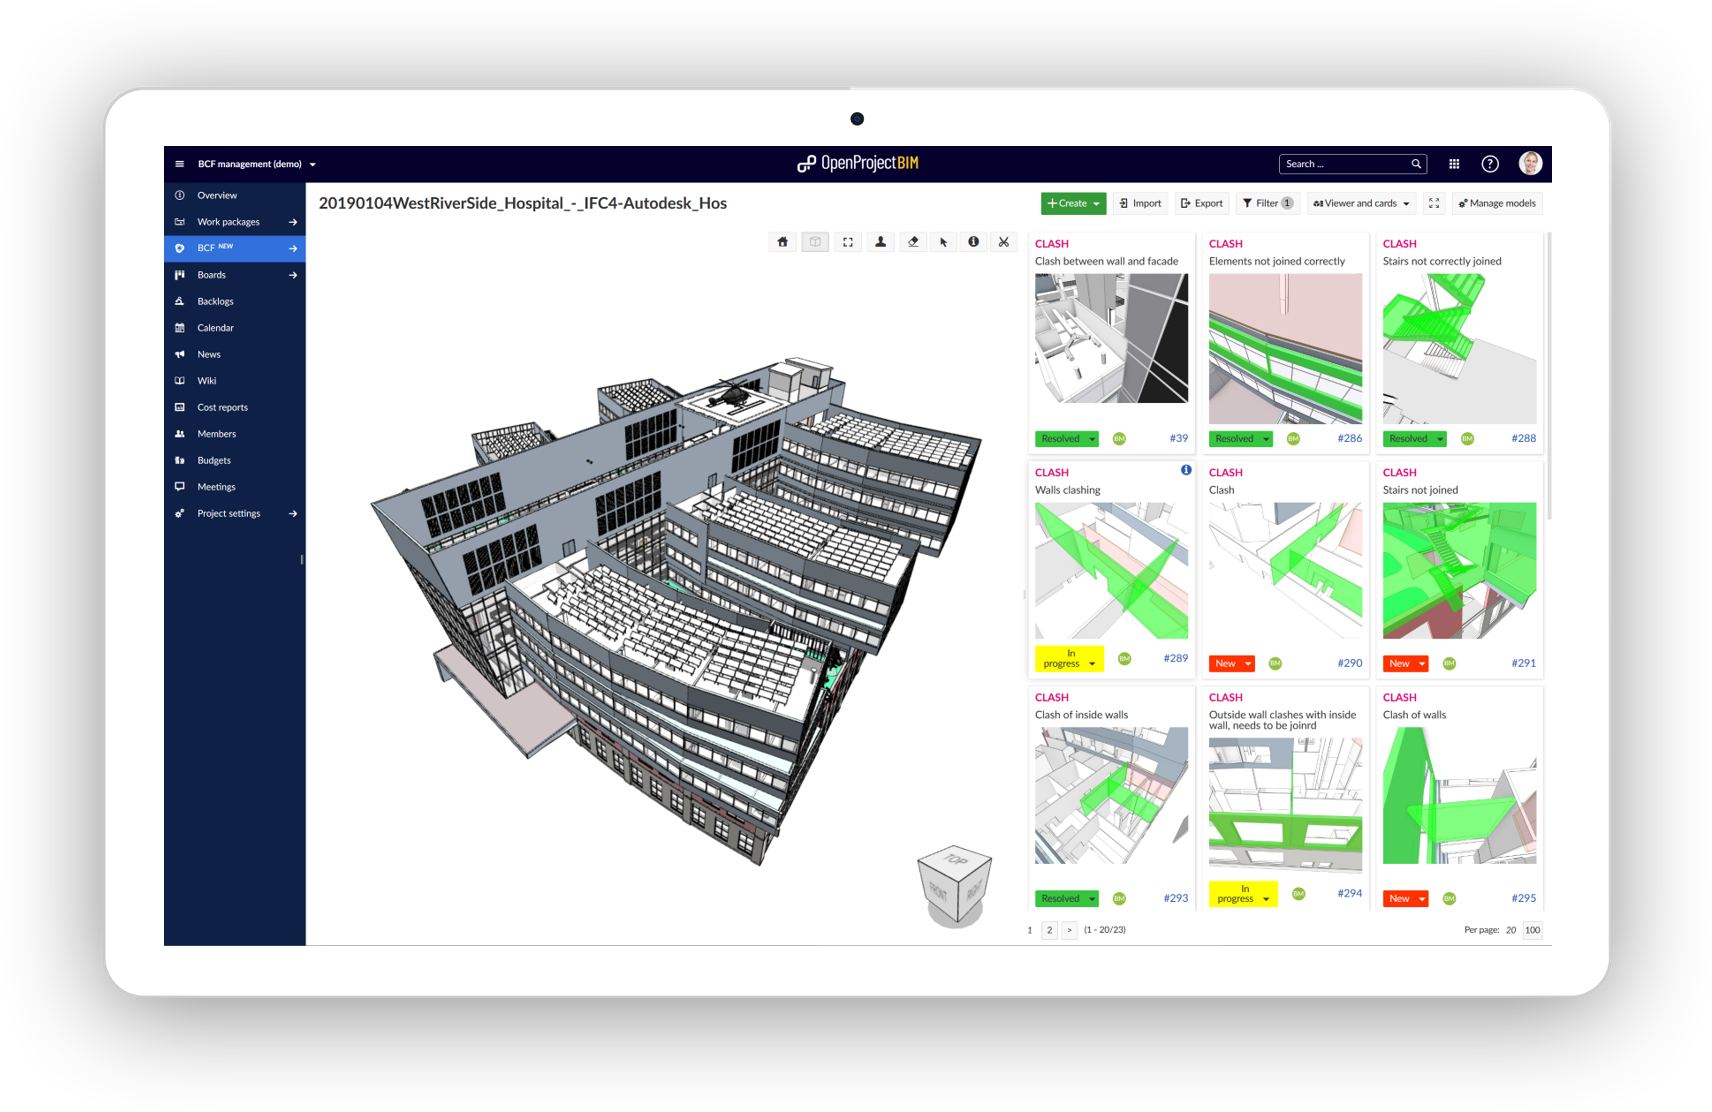 BCF management (demo)
OpenProject BIM
Search ...
?
Overview
Work packages
BCF NEW
Boards
Backlogs
Calendar
News
Wiki
Cost reports
Members
Budgets
Meetings
Project settings
20190104WestRiverSide_Hospital_-_IFC4-Autodesk_Hos
+ Create
Import
Export
Filter 1
Viewer and cards
Manage models
CLASH
Clash between wall and facade
Resolved
BM
#39
CLASH
Elements not joined correctly
Resolved
BM
#286
CLASH
Stairs not correctly joined
Resolved
BM
#288
CLASH
Walls clashing
In
progress
BM
#289
CLASH
Clash
New
BM
#290
CLASH
Stairs not joined
New
BM
#291
CLASH
Clash of inside walls
Resolved
BM
#293
CLASH
Outside wall clashes with inside
wall, needs to be joinrd
In
progress
BM
#294
CLASH
Clash of walls
New
BM
#295
TOP
FRONT
RIGHT
1 2 > (1 - 20/23)
Per page: 20 100